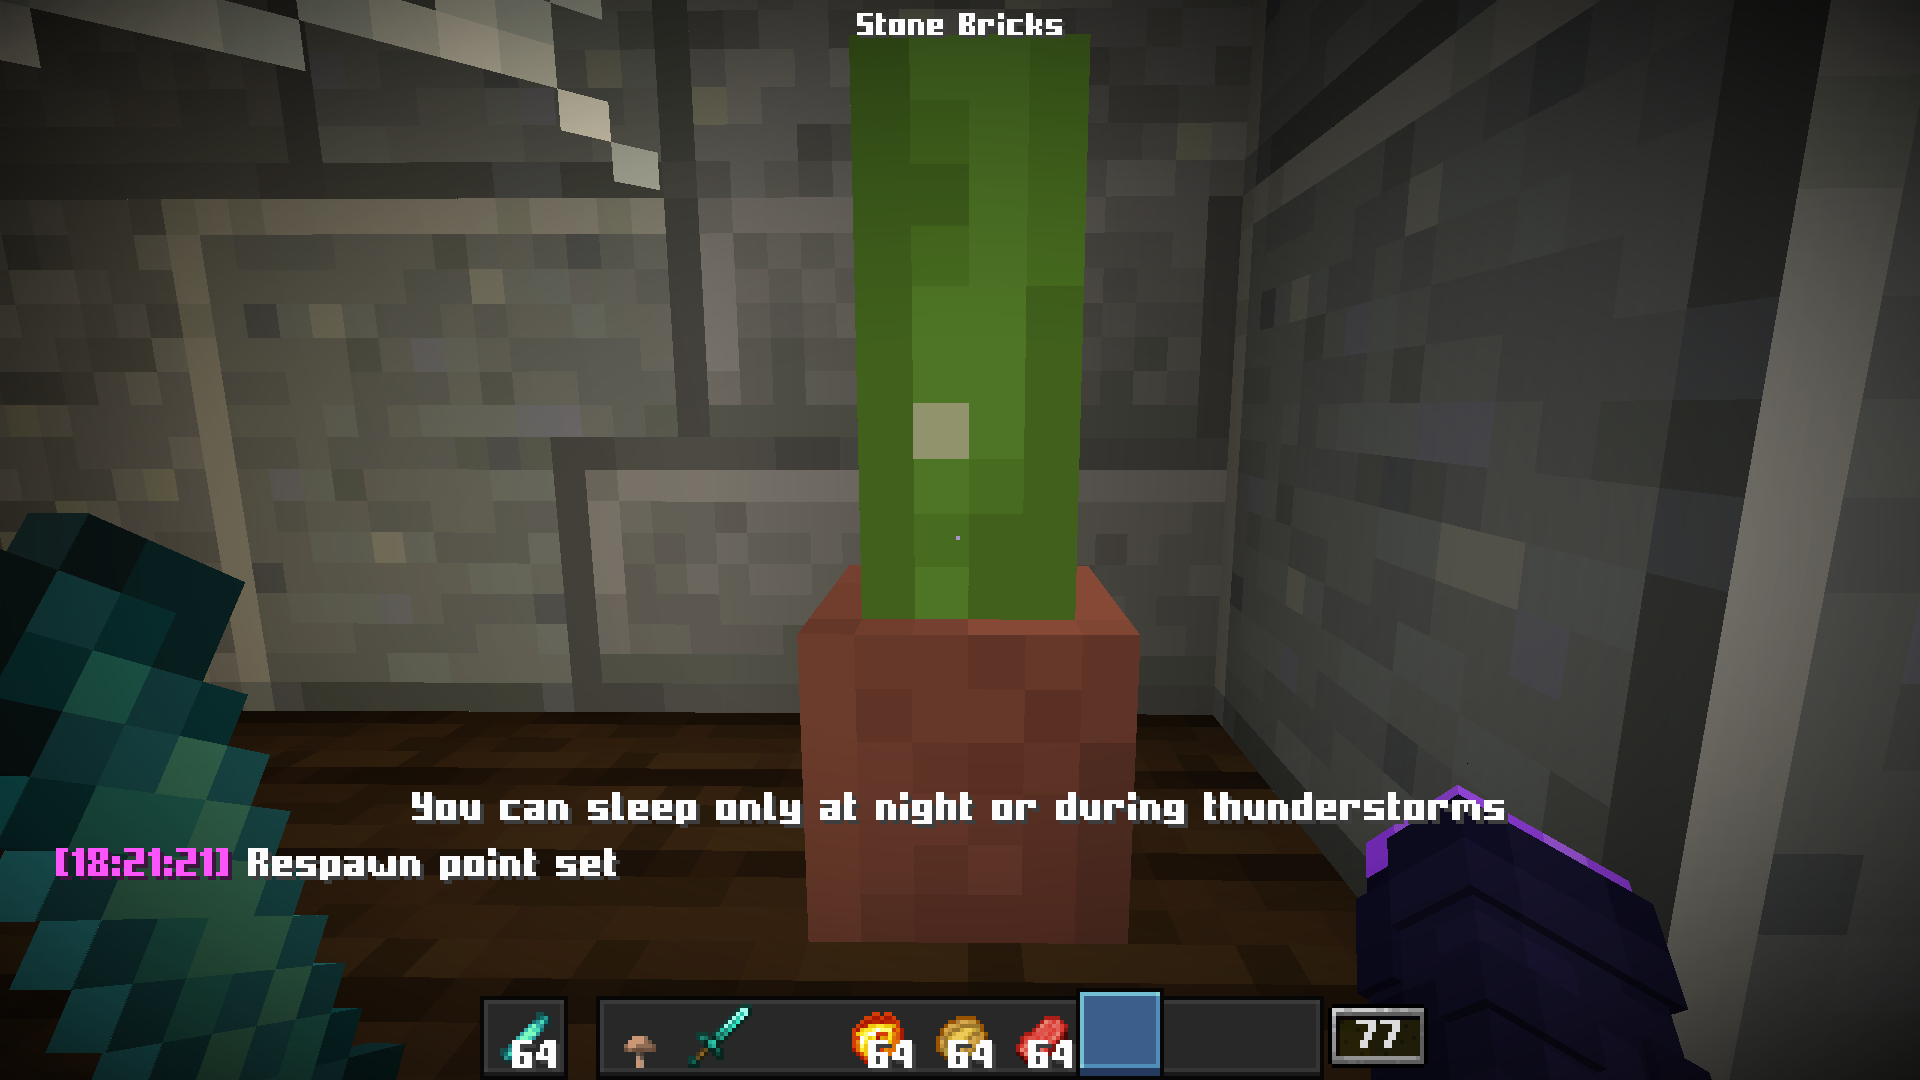 Stone Bricks
You can sleep only at night or during thunderstorms
[18:21:21] Respawn point set
64 64 64 64 77